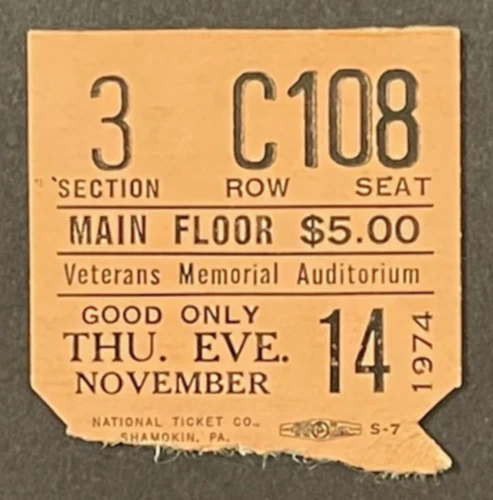 3 C 108
SECTION ROW SEAT
MAIN FLOOR $5.00
Veterans Memorial Auditorium
GOOD ONLY
THU. EVE.
NOVEMBER
14
1974
NATIONAL TICKET CO.,
SHAMOKIN, PA.
S-7